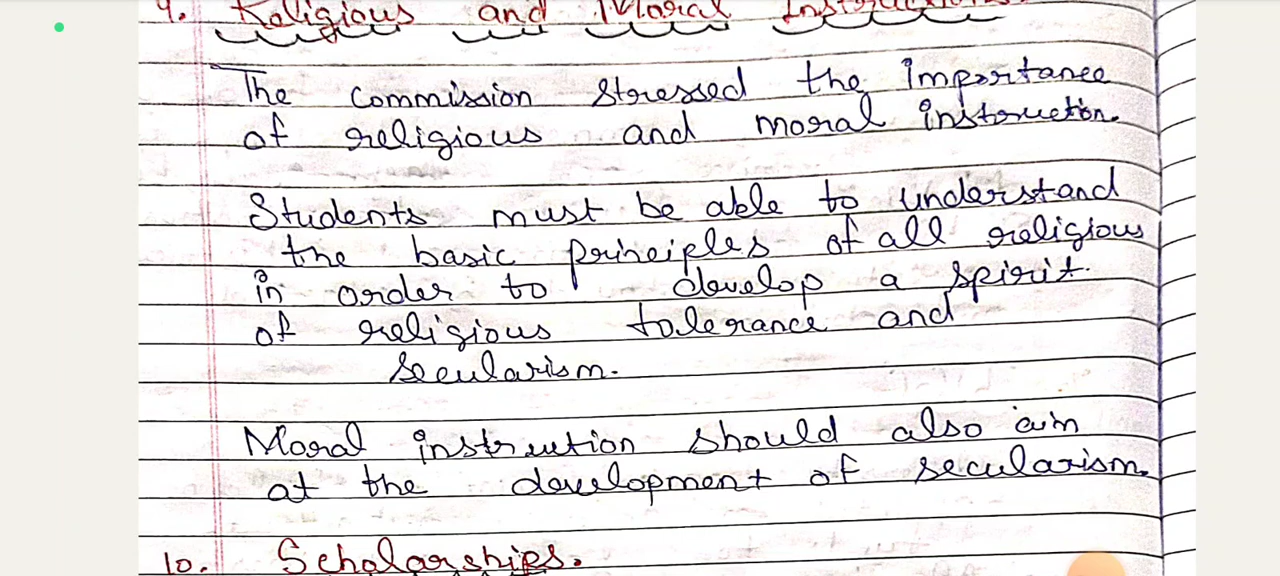 9. Religious and Moral Instructions.
The commission stressed the importance
of religious and moral instruction.
Students must be able to understand
the basic principles of all religious
in order to develop a spirit
of religious tolerance and
secularism.
Moral instruction should also aim
at the development of secularism.
10. Scholarships.